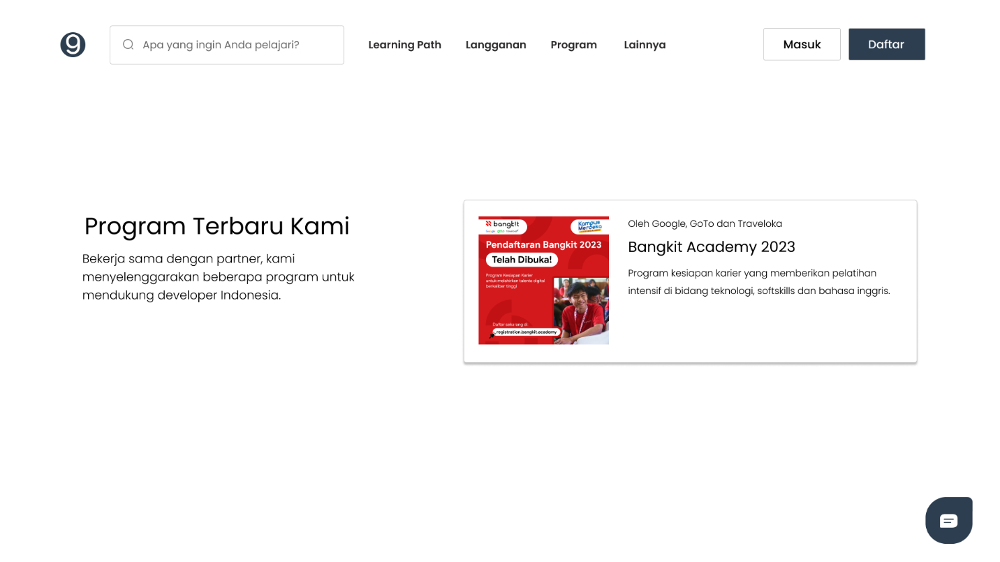 9
Apa yang ingin Anda pelajari?
Learning Path
Langganan
Program
Lainnya
Masuk
Daftar
Program Terbaru Kami
Bekerja sama dengan partner, kami
menyelenggarakan beberapa program untuk
mendukung developer Indonesia.
bangk!t
Google goto traveloka
Kampus
Merdeka
Pendaftaran Bangkit 2023
Telah Dibuka!
Program Kesiapan Karier
untuk melahirkan talenta digital
berkaliber tinggi
Daftar sekarang di
registration.bangkit.academy
Oleh Google, GoTo dan Traveloka
Bangkit Academy 2023
Program kesiapan karier yang memberikan pelatihan
intensif di bidang teknologi, softskills dan bahasa inggris.